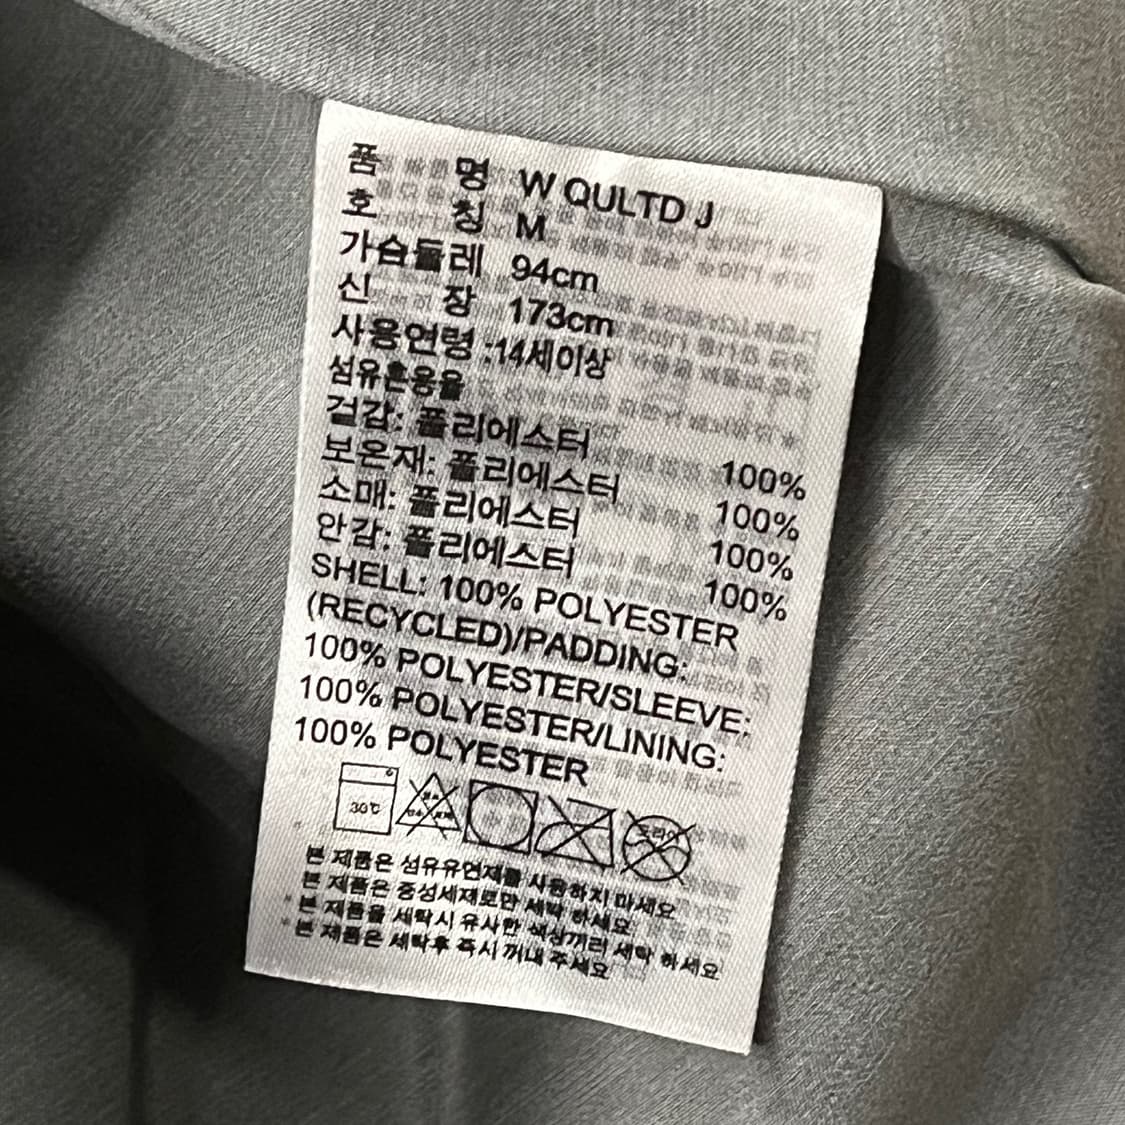 품 명 W QULTD J
호 칭 M
가슴둘레 94cm
신 장 173cm
사용연령 :14세이상
섬유혼용율
겉감: 폴리에스터 100%
보온재: 폴리에스터 100%
소매: 폴리에스터 100%
안감: 폴리에스터 100%
SHELL: 100% POLYESTER
(RECYCLED)/PADDING:
100% POLYESTER/SLEEVE:
100% POLYESTER/LINING:
100% POLYESTER
30℃ 드라이
본 제품은 섬유유연제를 사용하지 마세요
본 제품은 중성세제로만 세탁 하세요
* 본 제품을 세탁시 유사한 색상끼리 세탁 하세요
* 본 제품은 세탁후 즉시 꺼내 주세요